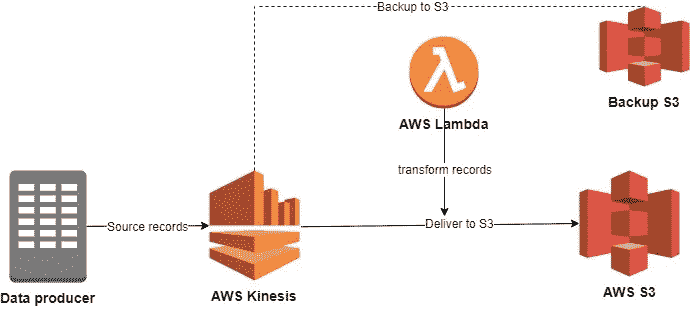 Backup to S3
Backup S3
AWS Lambda
transform records
Source records
Deliver to S3
Data producer
AWS Kinesis
AWS S3